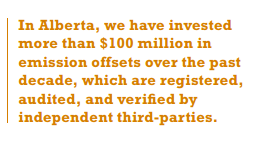 In Alberta, we have invested
more than $100 million in
emission offsets over the past
decade, which are registered,
audited, and verified by
independent third-parties.